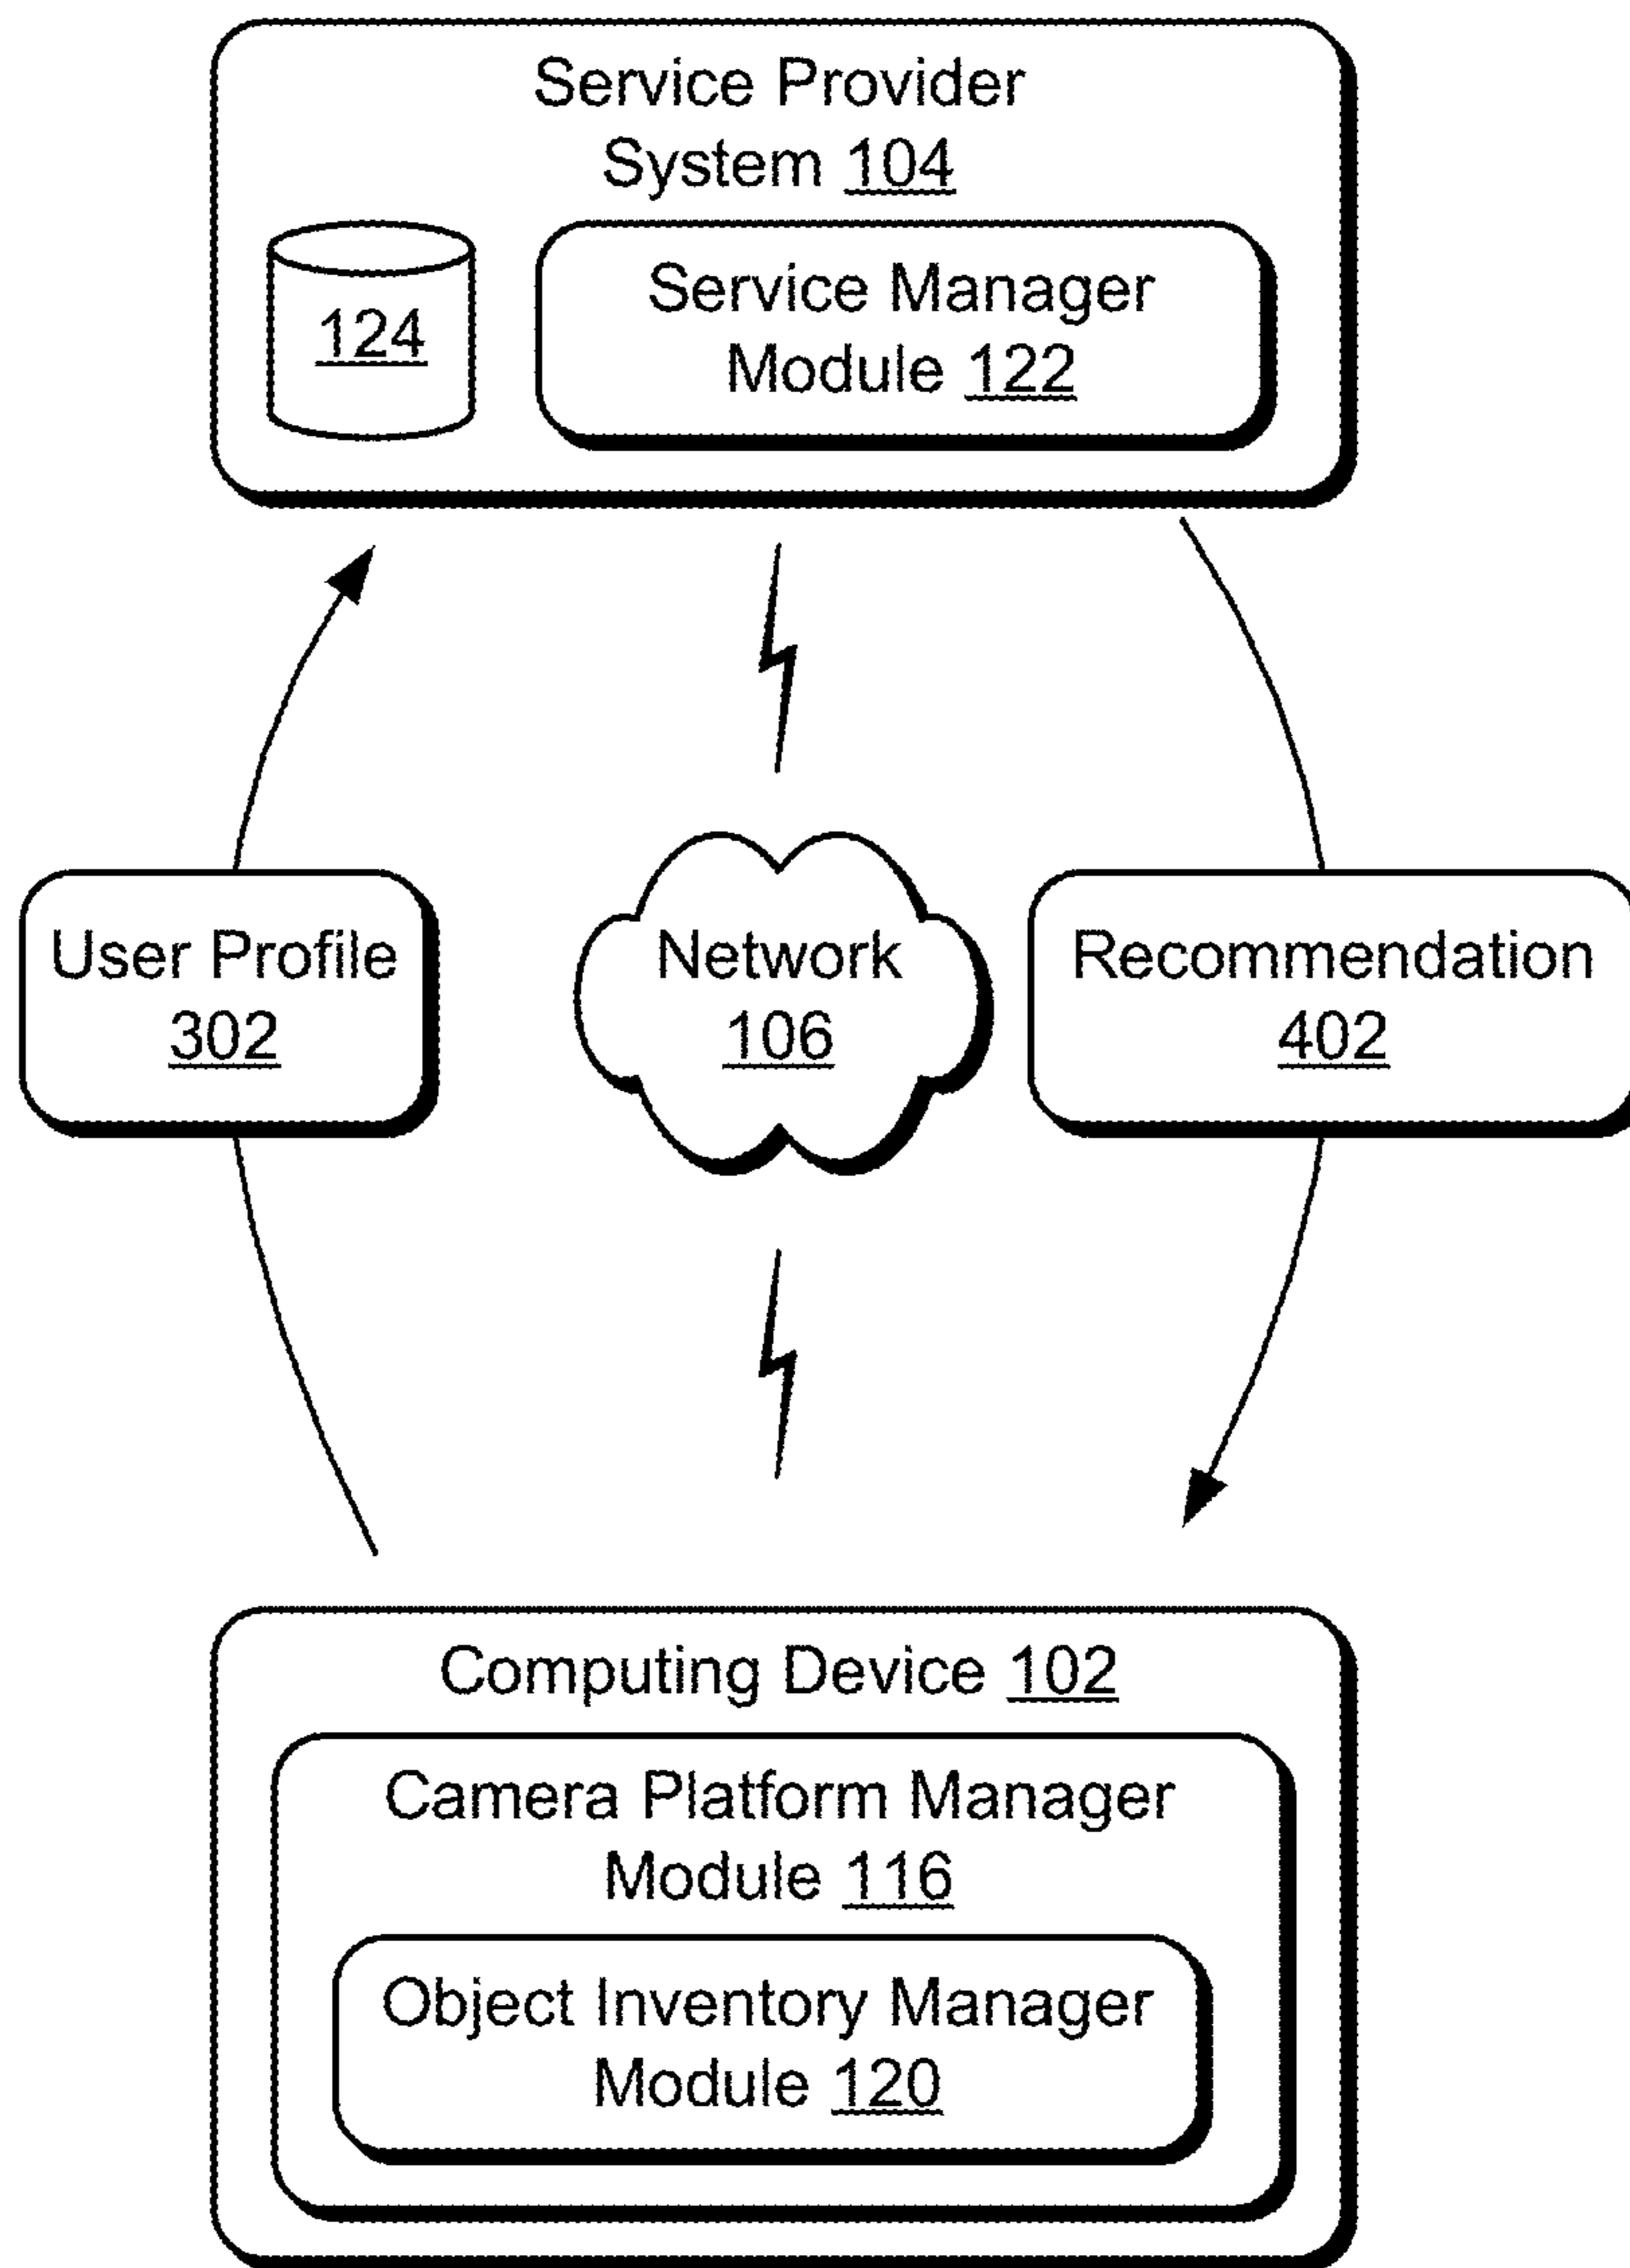 Service Provider
System 104
124
Service Manager
Module 122
User Profile
302
Network
106
Recommendation
402
Computing Device 102
Camera Platform Manager
Module 116
Object Inventory Manager
Module 120